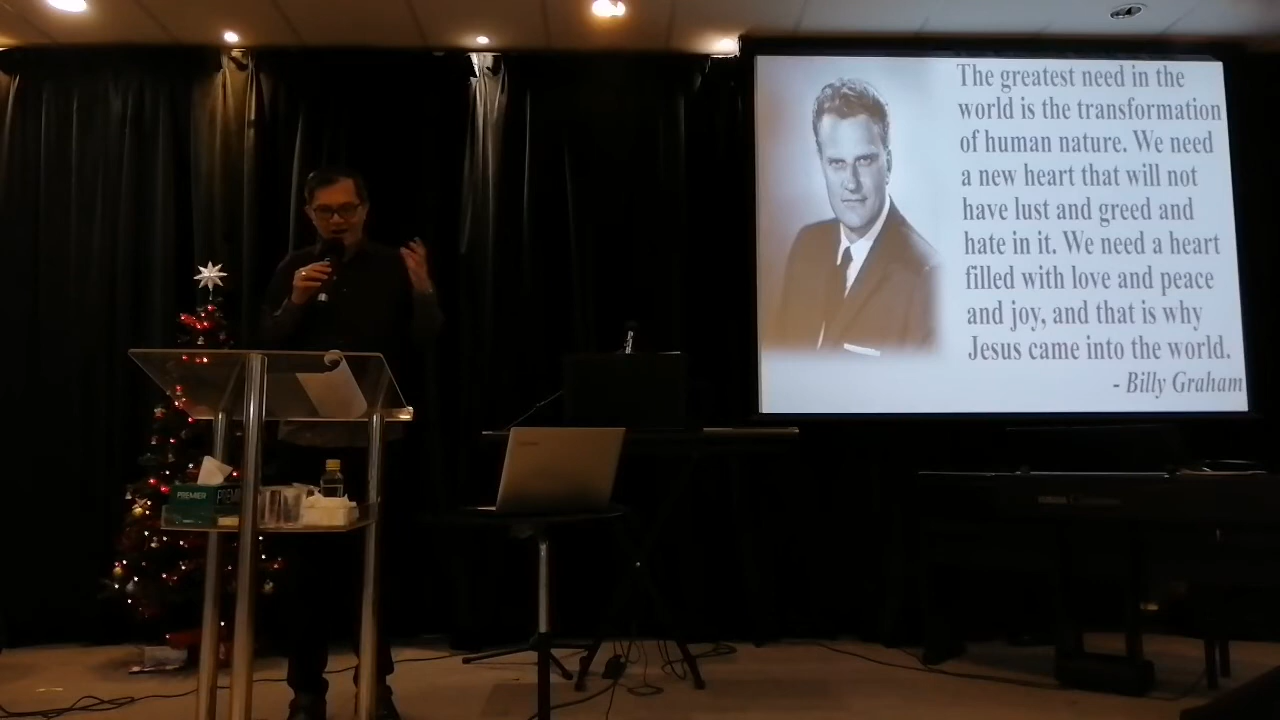 The greatest need in the
world is the transformation
of human nature. We need
a new heart that will not
have lust and greed and
hate in it. We need a heart
filled with love and peace
and joy, and that is why
Jesus came into the world.
- Billy Graham
PREMIER